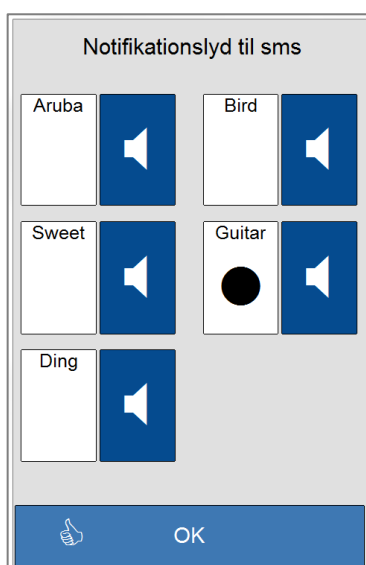 Notifikationslyd til sms
Aruba
Bird
Sweet
Guitar
Ding
OK